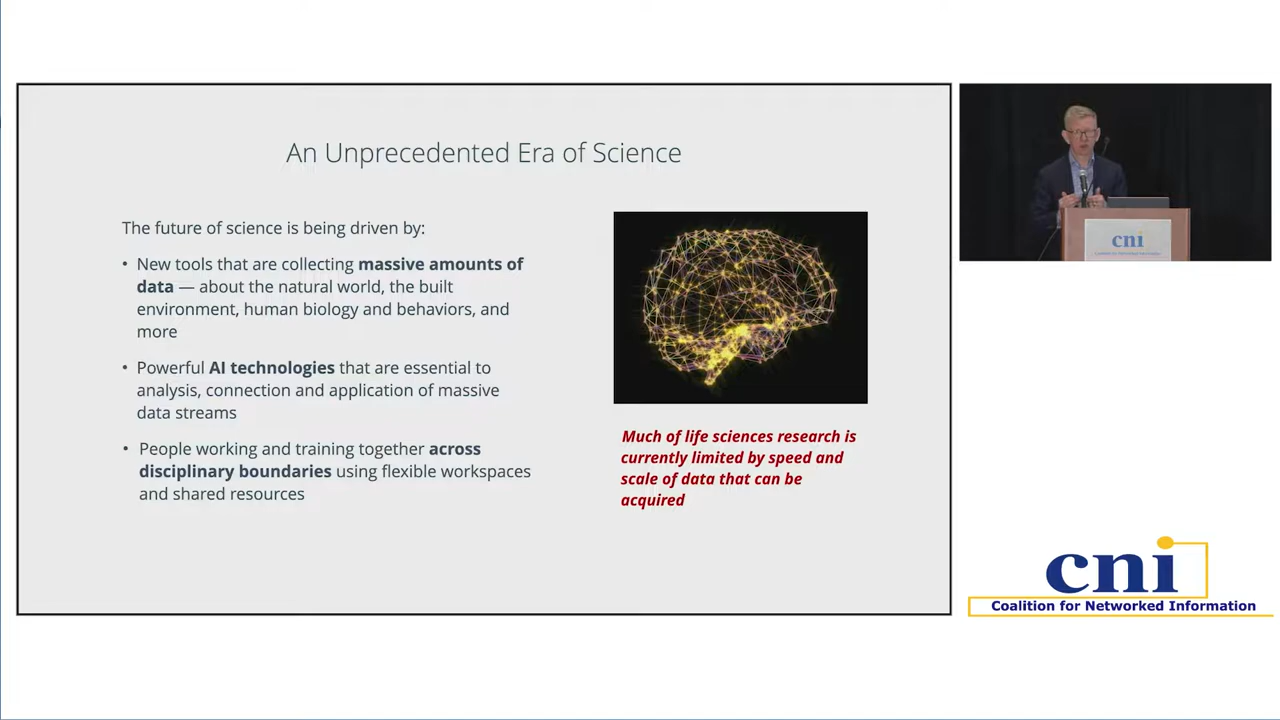 An Unprecedented Era of Science
The future of science is being driven by:
• New tools that are collecting massive amounts of
data — about the natural world, the built
environment, human biology and behaviors, and
more
• Powerful AI technologies that are essential to
analysis, connection and application of massive
data streams
• People working and training together across
disciplinary boundaries using flexible workspaces
and shared resources
Much of life sciences research is
currently limited by speed and
scale of data that can be
acquired
cni
Coalition for Networked Information
cni
Coalition for Networked Information